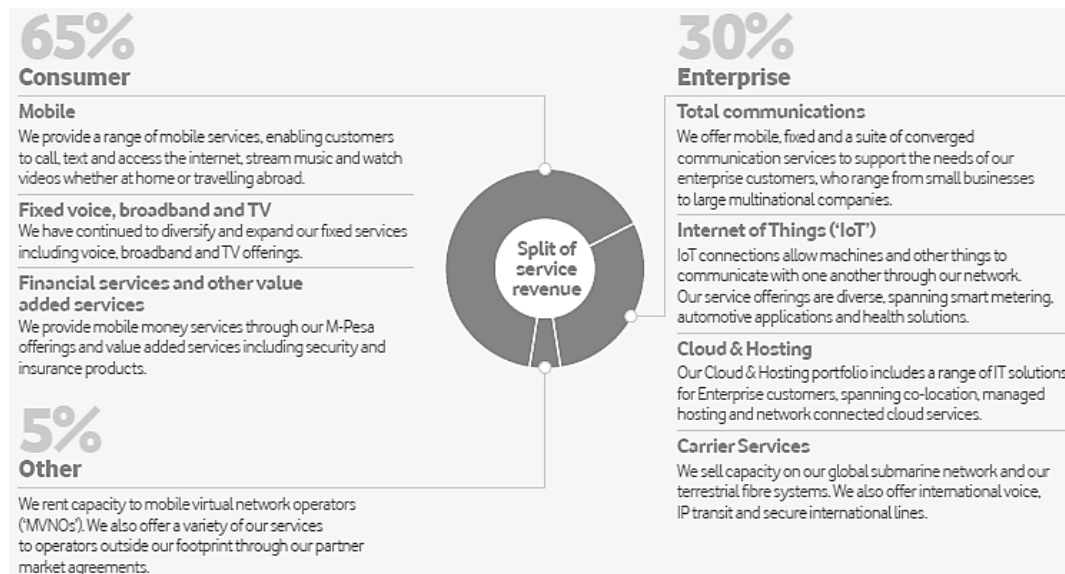 65%
Consumer
Mobile
We provide a range of mobile services, enabling customers
to call, text and access the internet, stream music and watch
videos whether at home or travelling abroad.
Fixed voice, broadband and TV
We have continued to diversify and expand our fixed services
including voice, broadband and TV offerings.
Financial services and other value
added services
We provide mobile money services through our M-Pesa
offerings and value added services including security and
insurance products.
5%
Other
We rent capacity to mobile virtual network operators
(‘MVNOs’). We also offer a variety of our services
to operators outside our footprint through our partner
market agreements.
Split of
service
revenue
30%
Enterprise
Total communications
We offer mobile, fixed and a suite of converged
communication services to support the needs of our
enterprise customers, who range from small businesses
to large multinational companies.
Internet of Things (‘IoT’)
IoT connections allow machines and other things to
communicate with one another through our network.
Our service offerings are diverse, spanning smart metering,
automotive applications and health solutions.
Cloud & Hosting
Our Cloud & Hosting portfolio includes a range of IT solutions
for Enterprise customers, spanning co-location, managed
hosting and network connected cloud services.
Carrier Services
We sell capacity on our global submarine network and our
terrestrial fibre systems. We also offer international voice,
IP transit and secure international lines.